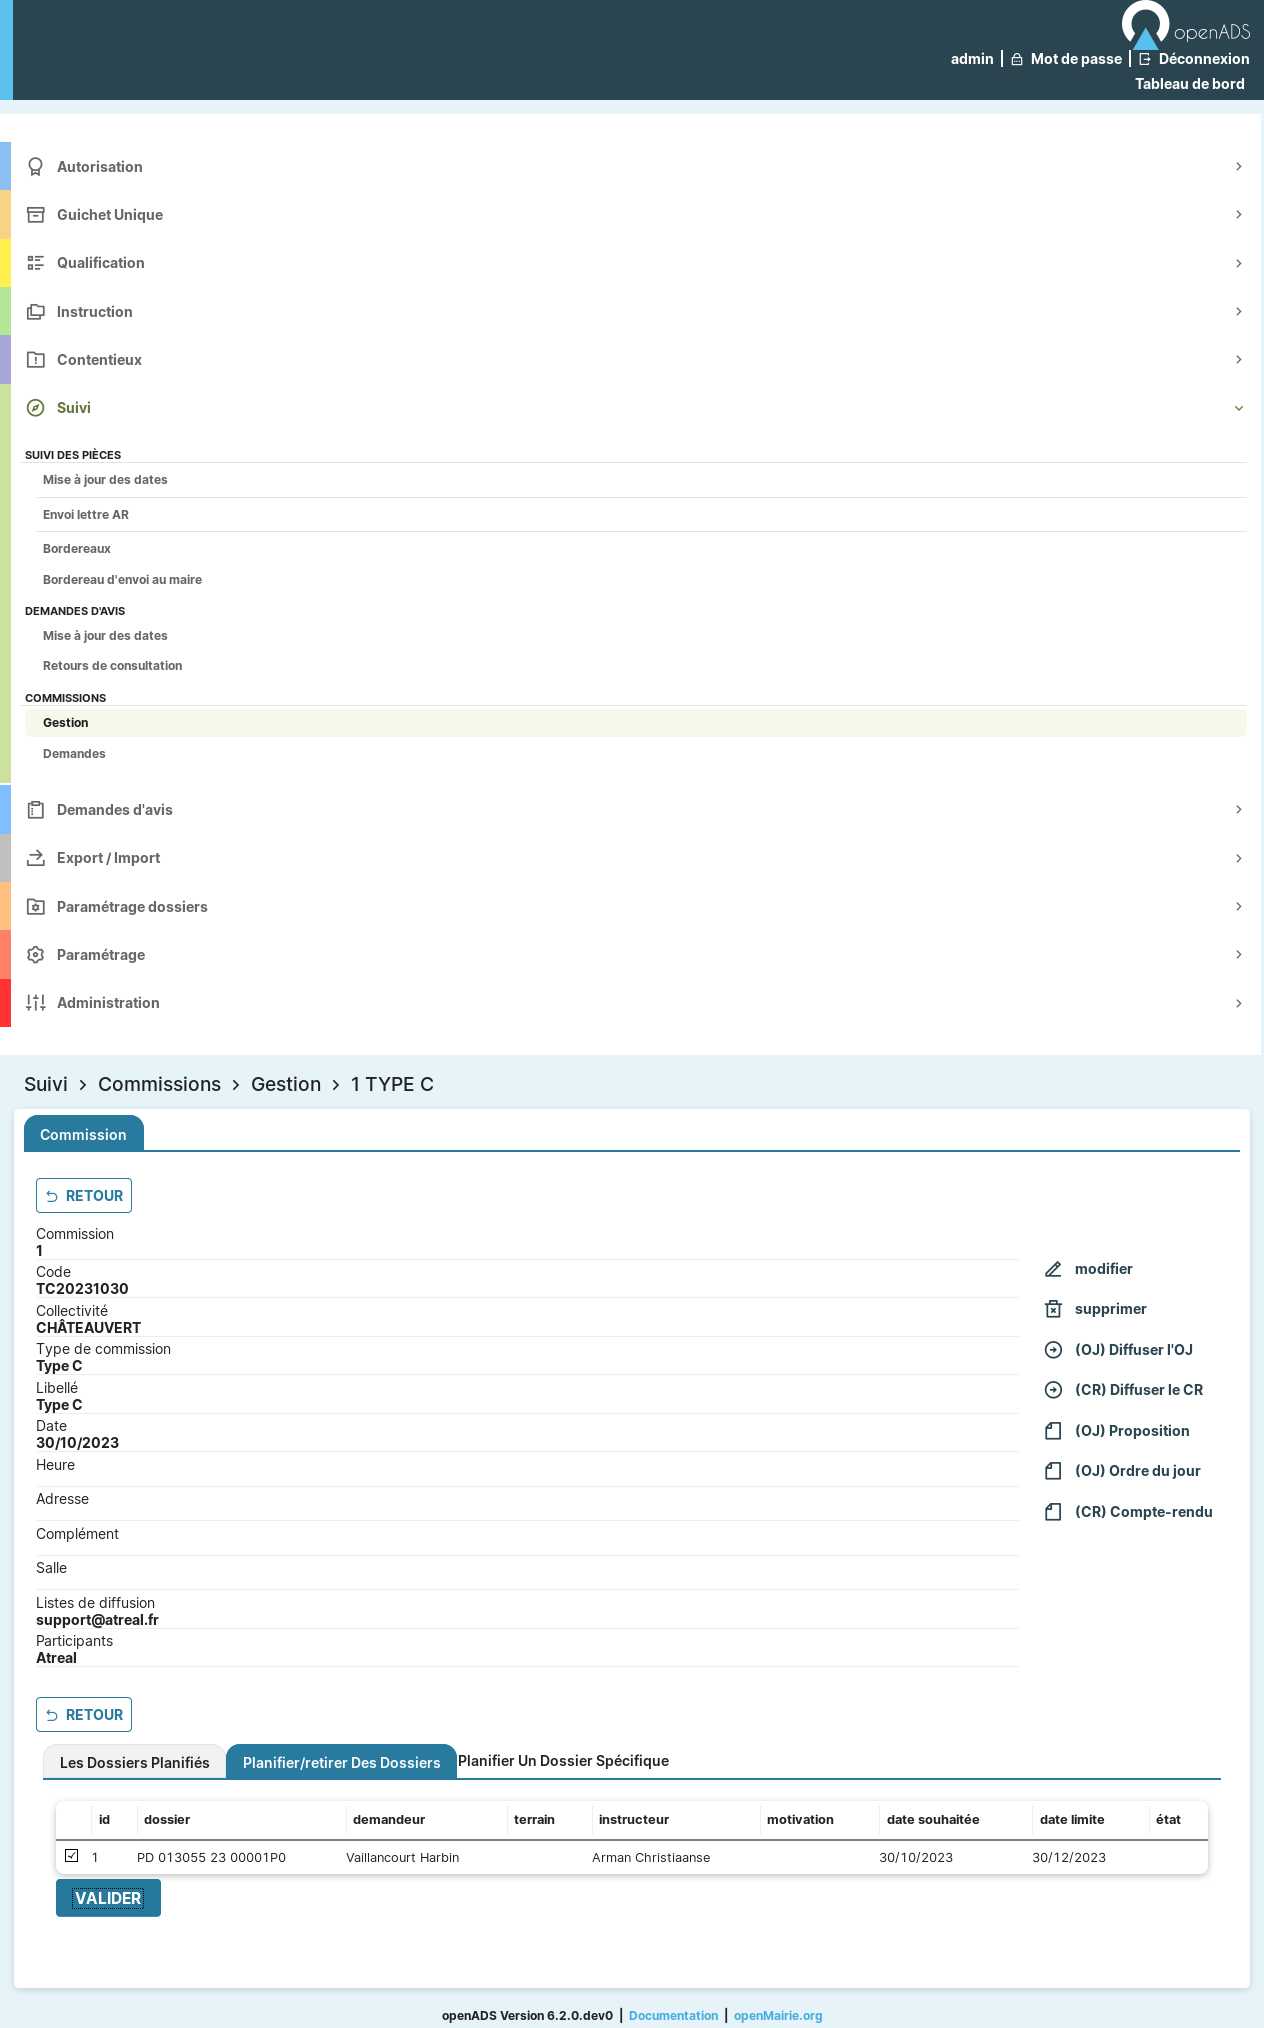 openADS
admin | Mot de passe | Déconnexion
Tableau de bord
Autorisation
Guichet Unique
Qualification
Instruction
Contentieux
Suivi
SUIVI DES PIÈCES
Mise à jour des dates
Envoi lettre AR
Bordereaux
Bordereau d'envoi au maire
DEMANDES D'AVIS
Mise à jour des dates
Retours de consultation
COMMISSIONS
Gestion
Demandes
Demandes d'avis
Export / Import
Paramétrage dossiers
Paramétrage
Administration
Suivi > Commissions > Gestion > 1 TYPE C
Commission
RETOUR
Commission
1
Code
TC20231030
Collectivité
CHÂTEAUVERT
Type de commission
Type C
Libellé
Type C
Date
30/10/2023
Heure
Adresse
Complément
Salle
Listes de diffusion
support@atreal.fr
Participants
Atreal
modifier
supprimer
(OJ) Diffuser l'OJ
(CR) Diffuser le CR
(OJ) Proposition
(OJ) Ordre du jour
(CR) Compte-rendu
RETOUR
Les Dossiers Planifiés Planifier/retirer Des Dossiers Planifier Un Dossier Spécifique
id dossier demandeur terrain instructeur motivation date souhaitée date limite état
1 PD 013055 23 00001P0 Vaillancourt Harbin Arman Christiaanse 30/10/2023 30/12/2023
VALIDER
openADS Version 6.2.0.dev0 | Documentation | openMairie.org